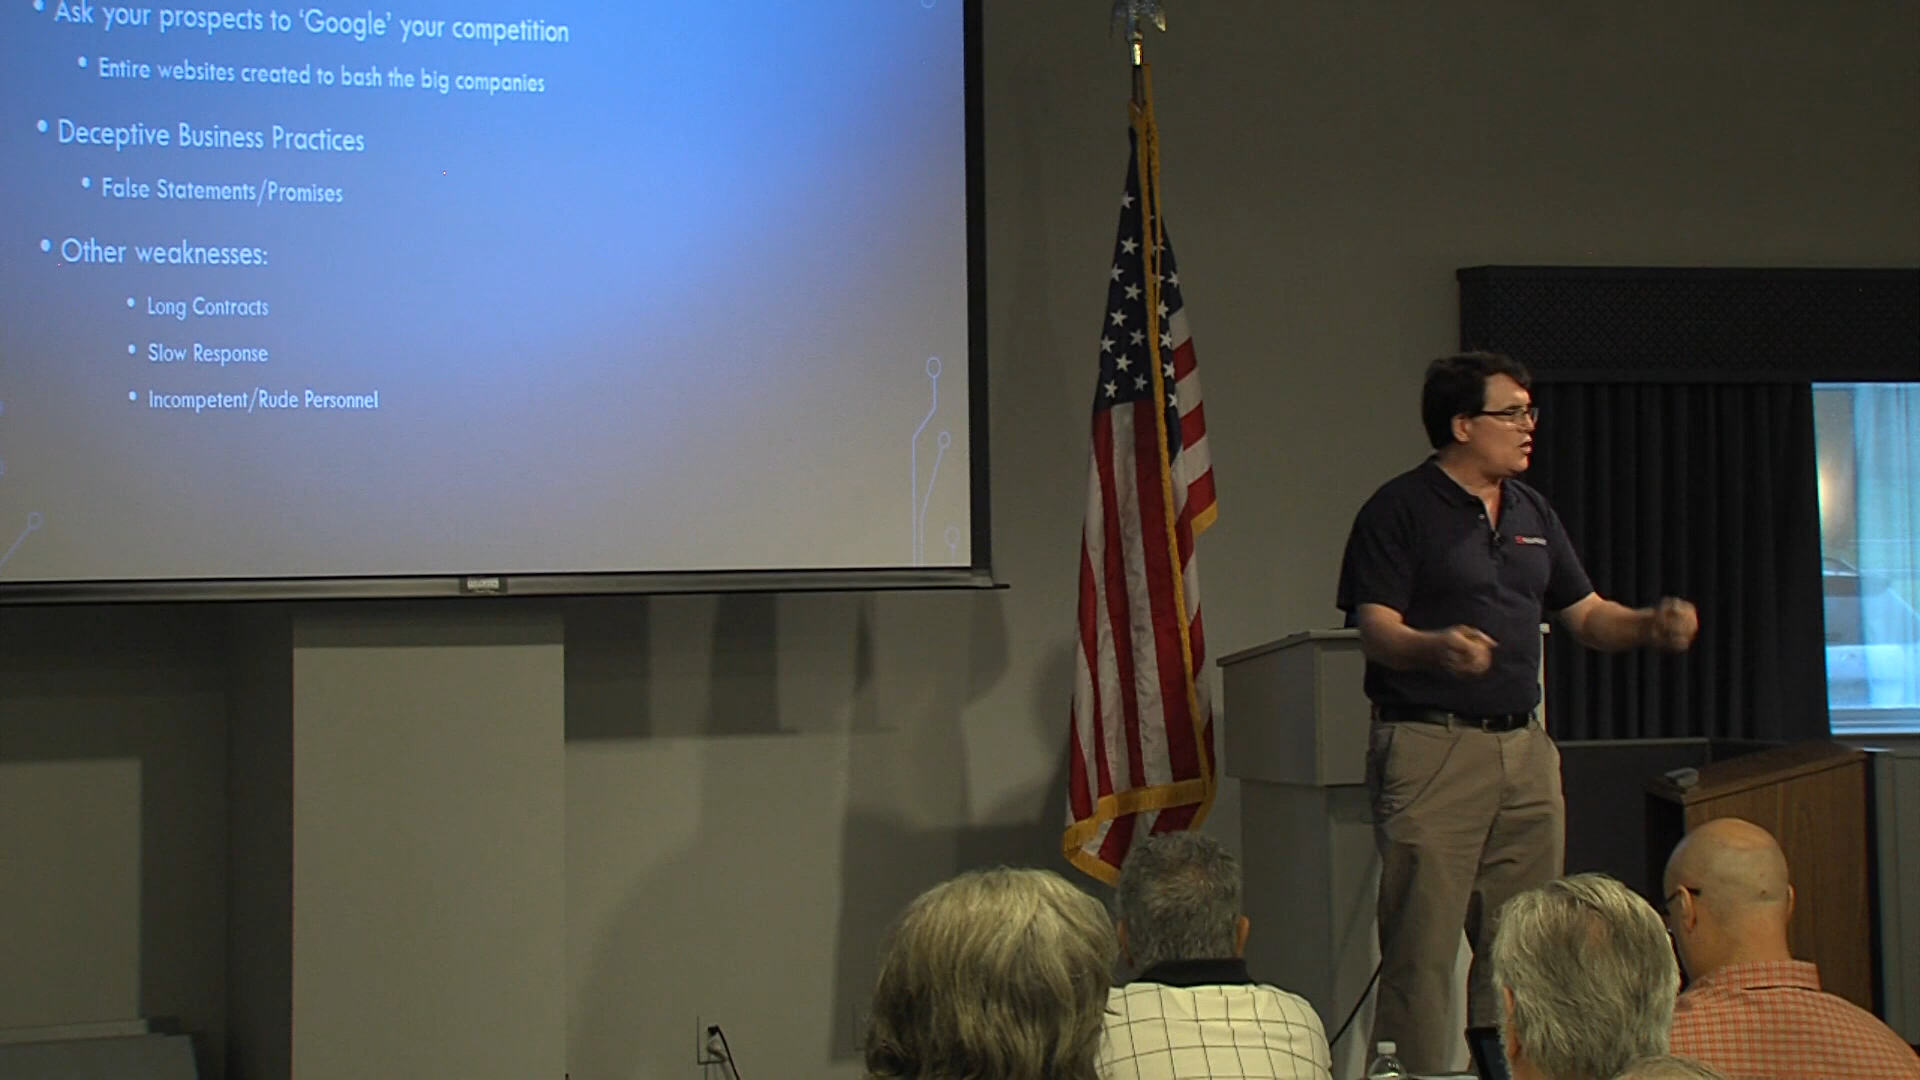 • Ask your prospects to ‘Google’ your competition
• Entire websites created to bash the big companies
• Deceptive Business Practices
• False Statements/Promises
• Other weaknesses:
• Long Contracts
• Slow Response
• Incompetent/Rude Personnel